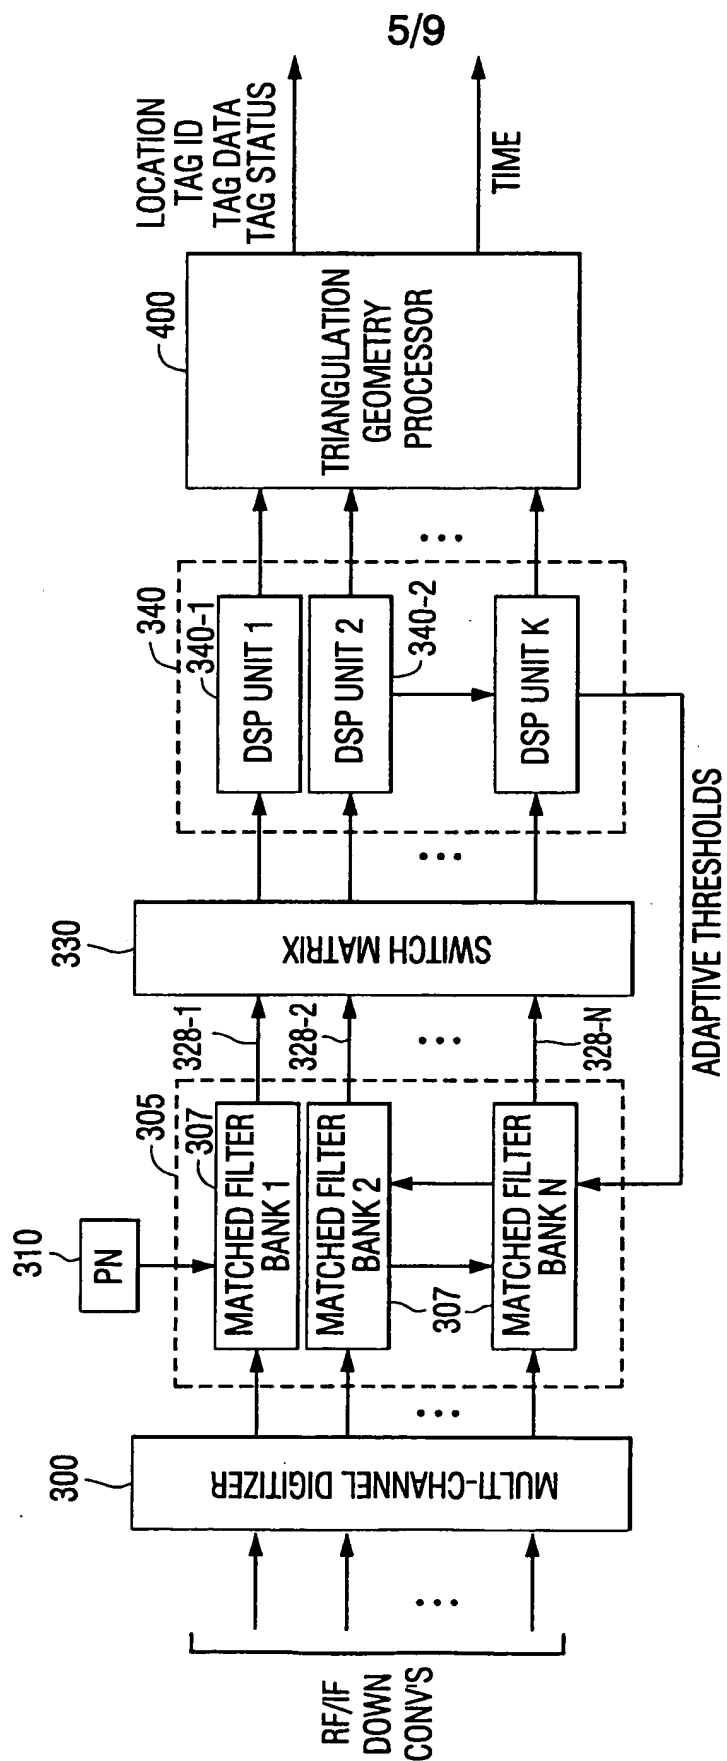 5/9
RF/IF
DOWN
CONV'S
300
MULTI-CHANNEL DIGITIZER
310
PN
305
307
MATCHED FILTER
BANK 1
MATCHED FILTER
BANK 2
307
MATCHED FILTER
BANK N
328-1
328-2
328-N
330
SWITCH MATRIX
340
340-1
DSP UNIT 1
DSP UNIT 2
340-2
DSP UNIT K
ADAPTIVE THRESHOLDS
400
TRIANGULATION
GEOMETRY
PROCESSOR
LOCATION
TAG ID
TAG DATA
TAG STATUS
TIME